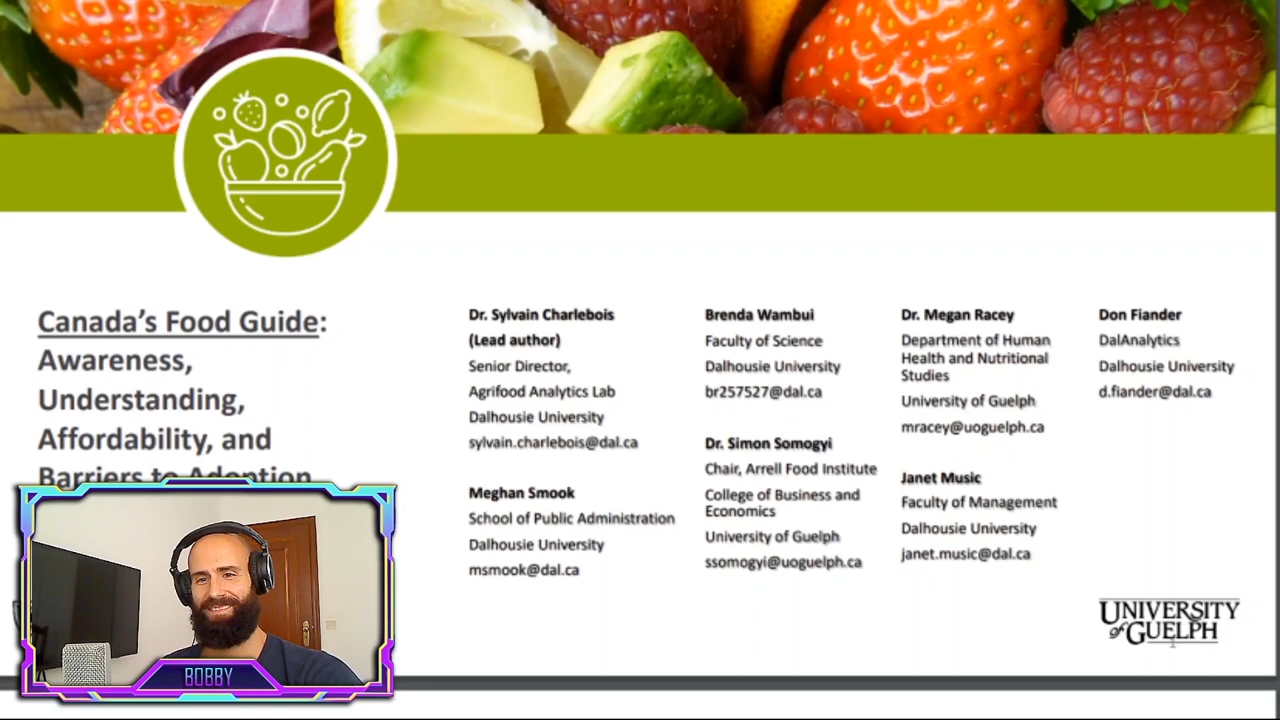 Canada's Food Guide:
Awareness,
Understanding,
Affordability, and
Barriers to Adoption
Dr. Sylvain Charlebois
(Lead author)
Senior Director,
Agrifood Analytics Lab
Dalhousie University
sylvain.charlebois@dal.ca
Meghan Smook
School of Public Administration
Dalhousie University
msmook@dal.ca
Brenda Wambui
Faculty of Science
Dalhousie University
br257527@dal.ca
Dr. Simon Somogyi
Chair, Arrell Food Institute
College of Business and
Economics
University of Guelph
ssomogyi@uoguelph.ca
Dr. Megan Racey
Department of Human
Health and Nutritional
Studies
University of Guelph
mracey@uoguelph.ca
Janet Music
Faculty of Management
Dalhousie University
janet.music@dal.ca
Don Fiander
DalAnalytics
Dalhousie University
d.fiander@dal.ca
UNIVERSITY
of GUELPH
1
BOBBY